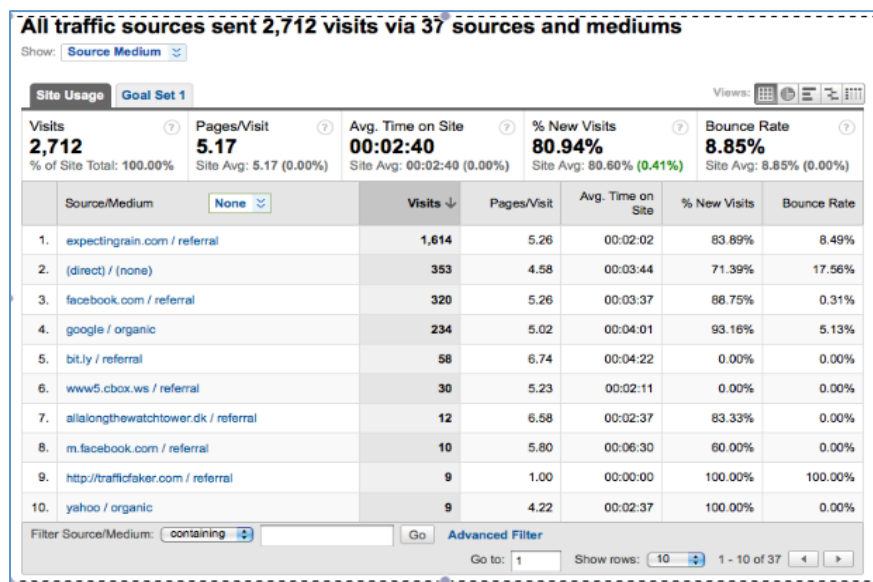 All traffic sources sent 2,712 visits via 37 sources and mediums
Show: Source Medium
Site Usage Goal Set 1 Views:
Visits ? Pages/Visit ? Avg. Time on Site ? % New Visits ? Bounce Rate ?
2,712 5.17 00:02:40 80.94% 8.85%
% of Site Total: 100.00% Site Avg: 5.17 (0.00%) Site Avg: 00:02:40 (0.00%) Site Avg: 80.60% (0.41%) Site Avg: 8.85% (0.00%)
Source/Medium None Visits Pages/Visit Avg. Time on Site % New Visits Bounce Rate
1. expectingrain.com / referral 1,614 5.26 00:02:02 83.89% 8.49%
2. (direct) / (none) 353 4.58 00:03:44 71.39% 17.56%
3. facebook.com / referral 320 5.26 00:03:37 88.75% 0.31%
4. google / organic 234 5.02 00:04:01 93.16% 5.13%
5. bit.ly / referral 58 6.74 00:04:22 0.00% 0.00%
6. www5.cbox.ws / referral 30 5.23 00:02:11 0.00% 0.00%
7. allalongthewatchtower.dk / referral 12 6.58 00:02:37 83.33% 0.00%
8. m.facebook.com / referral 10 5.80 00:06:30 60.00% 0.00%
9. http://trafficfaker.com / referral 9 1.00 00:00:00 100.00% 100.00%
10. yahoo / organic 9 4.22 00:02:37 100.00% 0.00%
Filter Source/Medium: containing Go Advanced Filter
Go to: 1 Show rows: 10 1 - 10 of 37